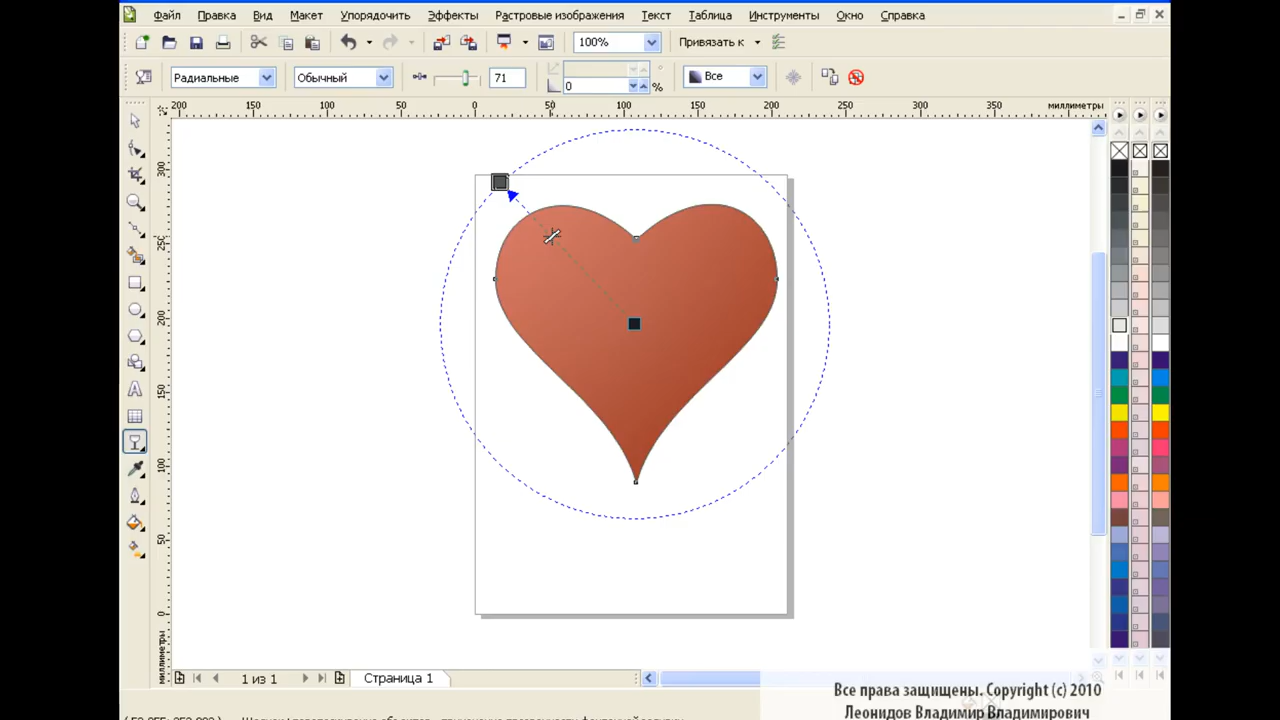 Файл Правка Вид Макет Упорядочить Эффекты Растровые изображения Текст Таблица Инструменты Окно Справка
100% Привязать к
Радиальные Обычный 71 0 ° % Все
200 150 100 50 0 50 100 150 200 250 300 350 миллиметры
300
250
200
150
100
50
0
миллиметры
1 из 1 Страница 1
Все права защищены. Copyright (c) 2010
Леонидов Владимир Владимирович